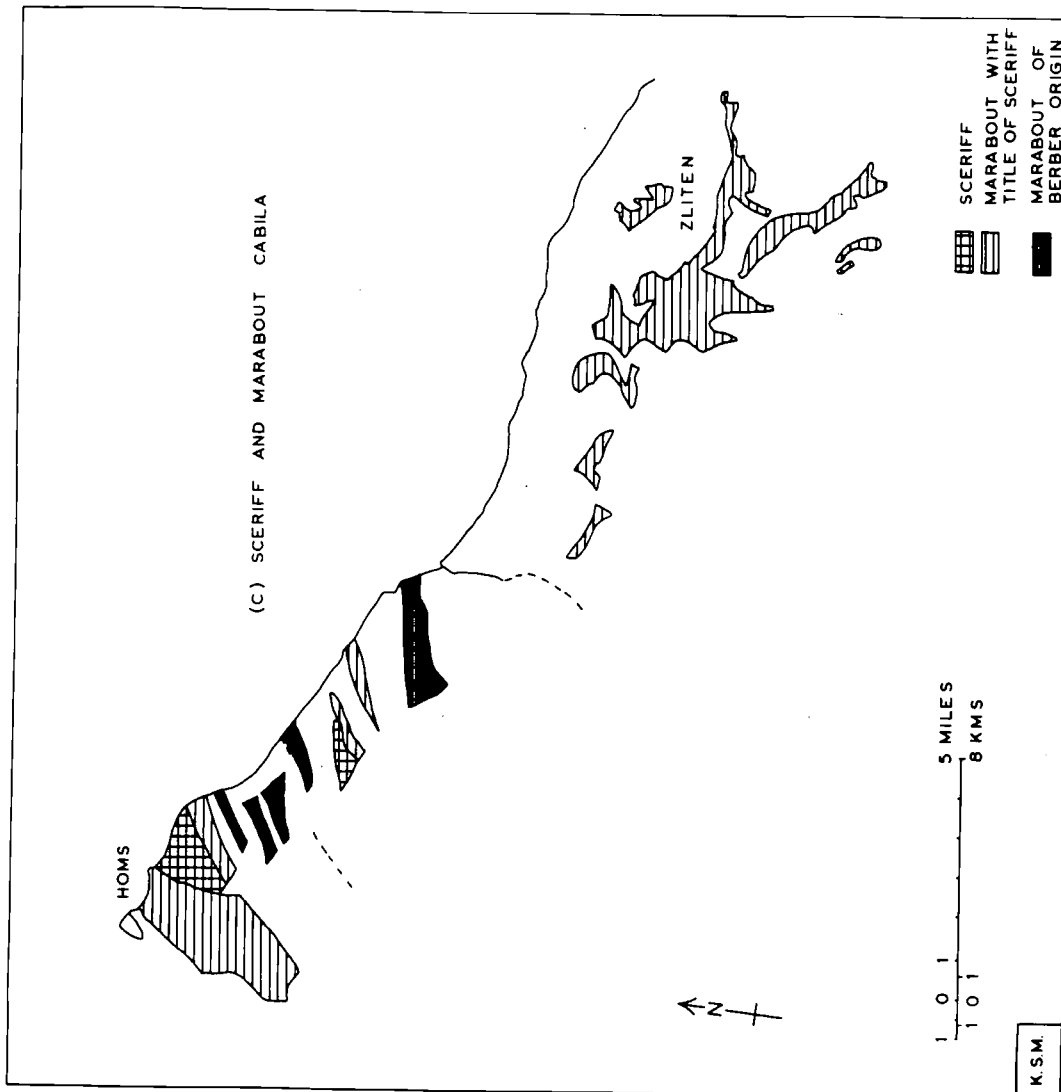 (C) SCERIFF AND MARABOUT CABILA
HOMS
ZLITEN
SCERIFF
MARABOUT WITH
TITLE OF SCERIFF
MARABOUT OF
BERBER ORIGIN
N
1 0 1 5 MILES
1 0 1 8 KMS
K.S.M.